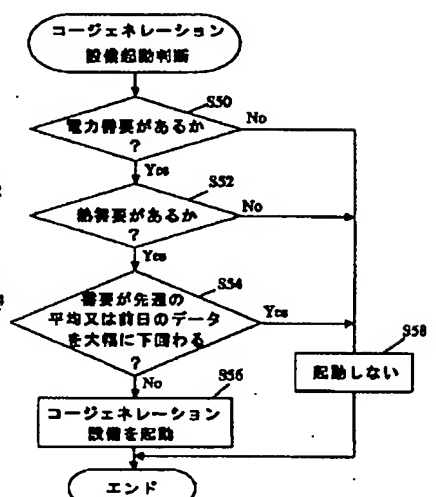 コージェネレーション
設備起動判断
S50
電力需要があるか
?
No
Yes
S52
熱需要があるか
?
No
Yes
S54
需要が先週の
平均又は前日のデータ
を大幅に下回わる
?
Yes
No
S56
コージェネレーション
設備を起動
S58
起動しない
エンド